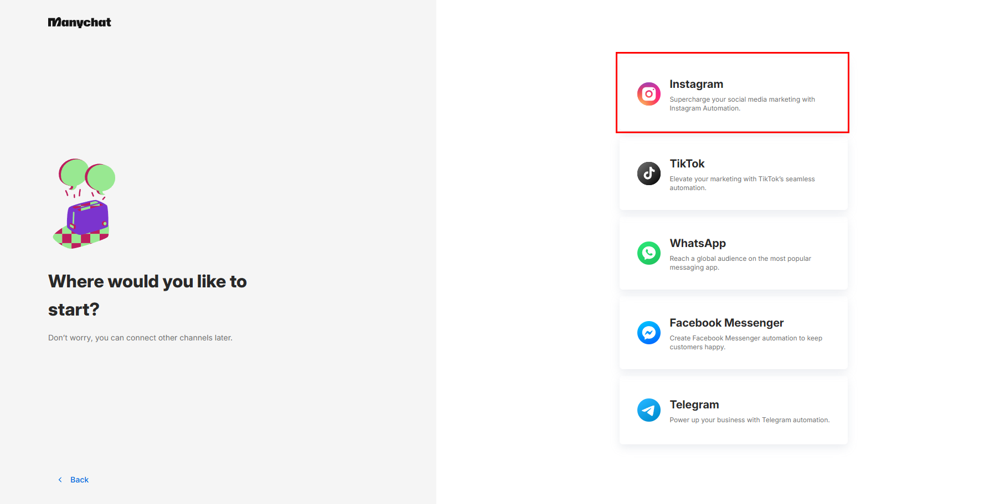 Manychat
Where would you like to
start?
Don't worry, you can connect other channels later.
Back
Instagram
Supercharge your social media marketing with
Instagram Automation.
TikTok
Elevate your marketing with TikTok's seamless
automation.
WhatsApp
Reach a global audience on the most popular
messaging app.
Facebook Messenger
Create Facebook Messenger automation to keep
customers happy.
Telegram
Power up your business with Telegram automation.